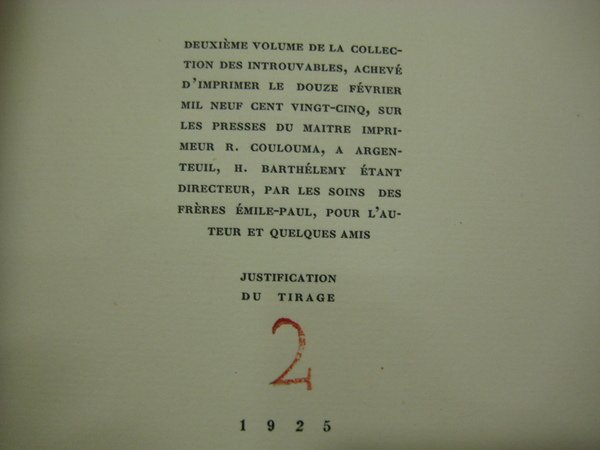 DEUXIÈME VOLUME DE LA COLLEC-
TION DES INTROUVABLES, ACHEVÉ
D'IMPRIMER LE DOUZE FÉVRIER
MIL NEUF CENT VINGT-CINQ, SUR
LES PRESSES DU MAITRE IMPRI-
MEUR R. COULOUMA, A ARGEN-
TEUIL, H. BARTHÉLEMY ÉTANT
DIRECTEUR, PAR LES SOINS DES
FRÈRES ÉMILE-PAUL, POUR L'AU-
TEUR ET QUELQUES AMIS
JUSTIFICATION
DU TIRAGE
2
1925